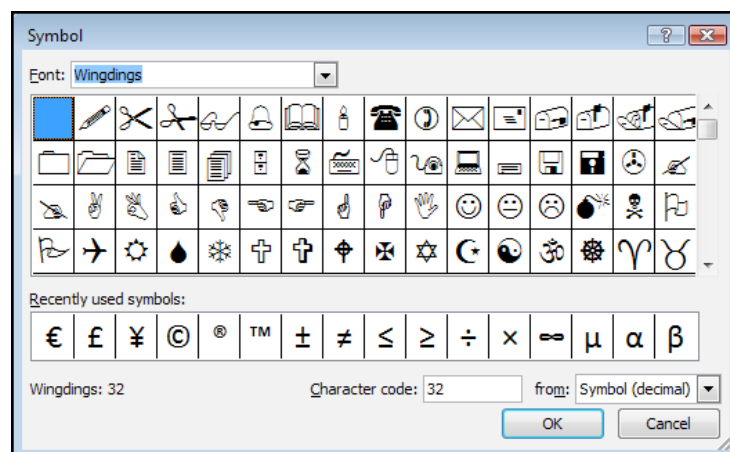 Symbol
Font: Wingdings
Recently used symbols:
€ £ ¥ © ® ™ ± ≠ ≤ ≥ ÷ × ∞ µ α β
Wingdings: 32 Character code: 32 from: Symbol (decimal)
OK Cancel